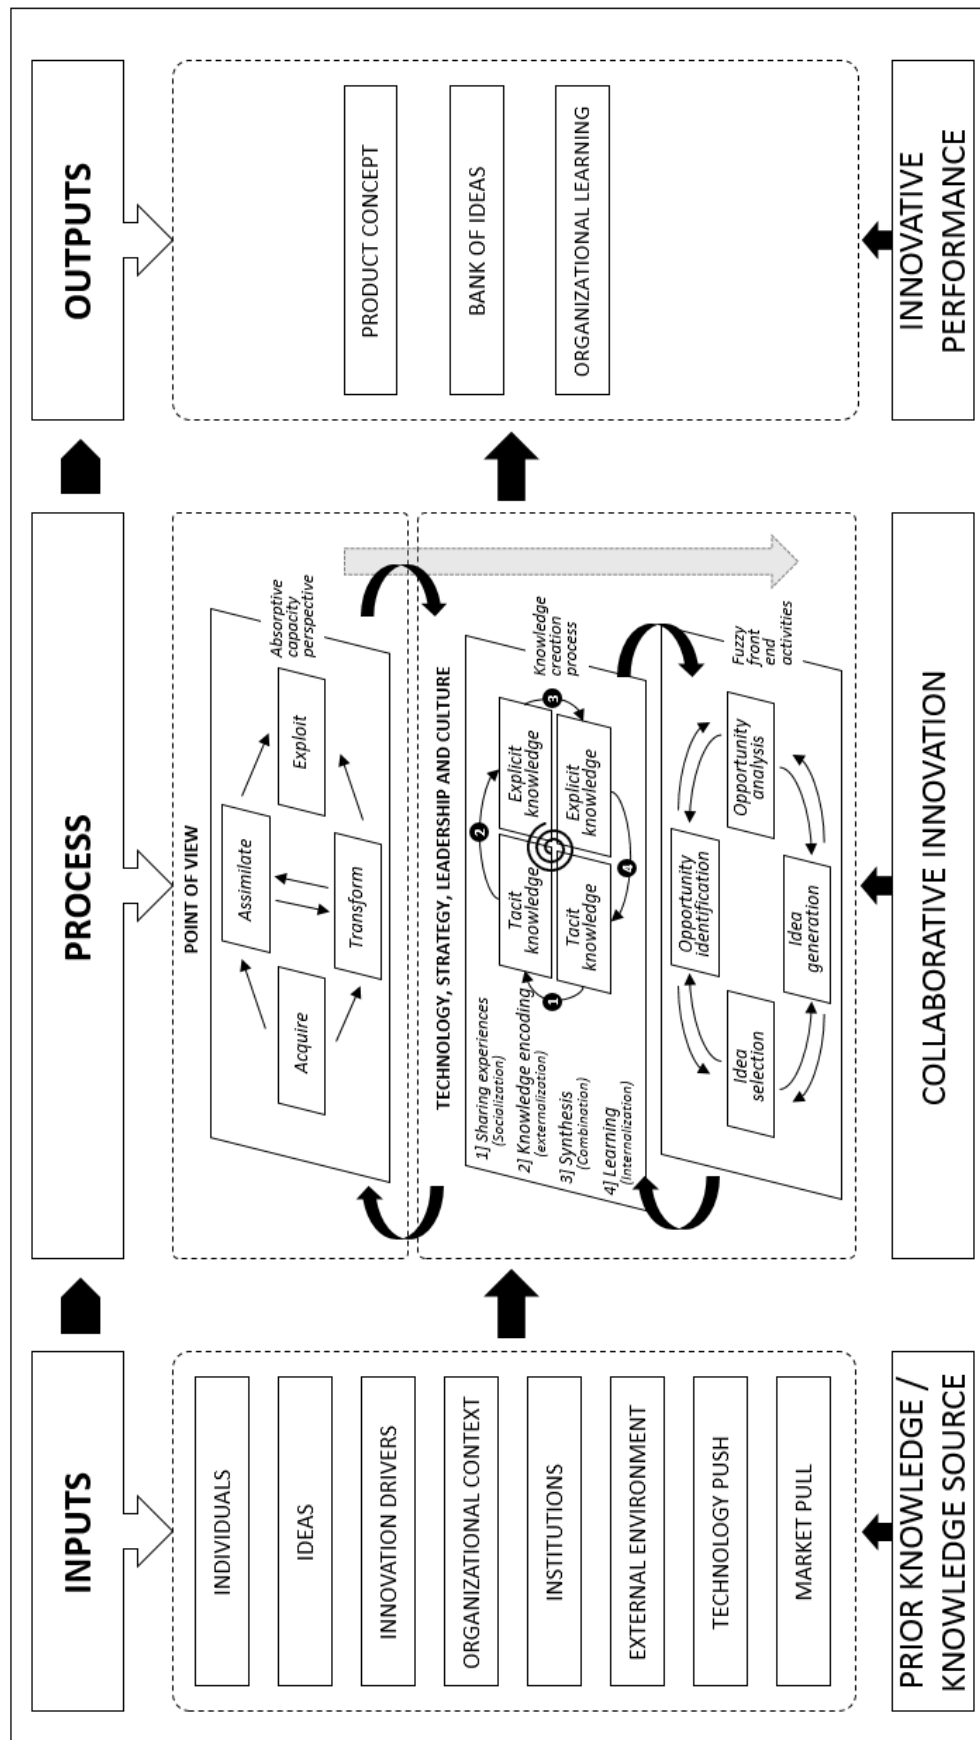 INPUTS
PROCESS
OUTPUTS
INDIVIDUALS
IDEAS
INNOVATION DRIVERS
ORGANIZATIONAL CONTEXT
INSTITUTIONS
EXTERNAL ENVIRONMENT
TECHNOLOGY PUSH
MARKET PULL
POINT OF VIEW
Absorptive
capacity
perspective
Assimilate
Acquire
Exploit
Transform
TECHNOLOGY, STRATEGY, LEADERSHIP AND CULTURE
1] Sharing experiences
(Socialization)
2] Knowledge encoding
(externalization)
3] Synthesis
(Combination)
4] Learning
(Internalization)
Knowledge
creation
process
2
Tacit
knowledge
Explicit
knowledge
1
3
Tacit
knowledge
Explicit
knowledge
4
Fuzzy
front
end
activities
Opportunity
identification
Idea
selection
Opportunity
analysis
Idea
generation
PRODUCT CONCEPT
BANK OF IDEAS
ORGANIZATIONAL LEARNING
PRIOR KNOWLEDGE /
KNOWLEDGE SOURCE
COLLABORATIVE INNOVATION
INNOVATIVE
PERFORMANCE